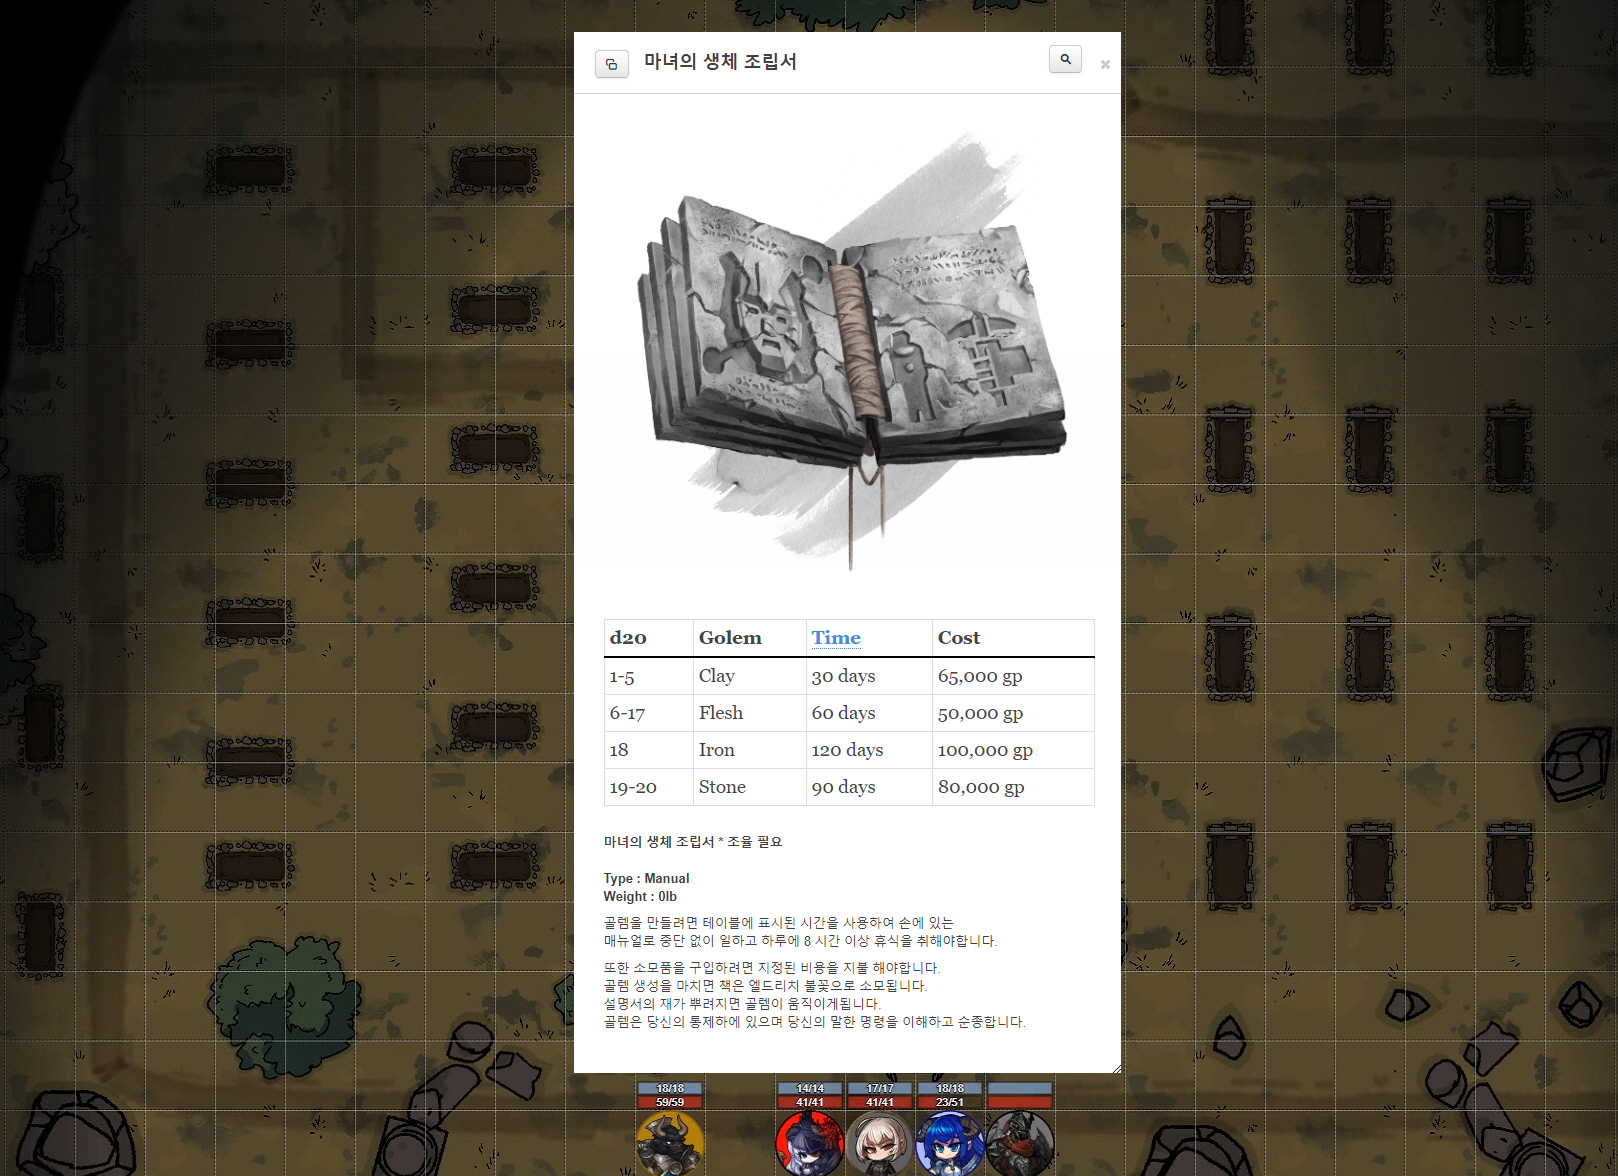 마녀의 생체 조립서
d20 Golem Time Cost
1-5 Clay 30 days 65,000 gp
6-17 Flesh 60 days 50,000 gp
18 Iron 120 days 100,000 gp
19-20 Stone 90 days 80,000 gp
마녀의 생체 조립서 * 조율 필요
Type : Manual
Weight : 0lb
골렘을 만들려면 테이블에 표시된 시간을 사용하여 손에 있는
매뉴얼로 중단 없이 일하고 하루에 8 시간 이상 휴식을 취해야합니다.
또한 소모품을 구입하려면 지정된 비용을 지불 해야합니다.
골렘 생성을 마치면 책은 엘드리치 불꽃으로 소모됩니다.
설명서의 재가 뿌려지면 골렘이 움직이게됩니다.
골렘은 당신의 통제하에 있으며 당신의 말한 명령을 이해하고 순종합니다.
18/18 14/14 17/17 18/18
59/59 41/41 41/41 23/51